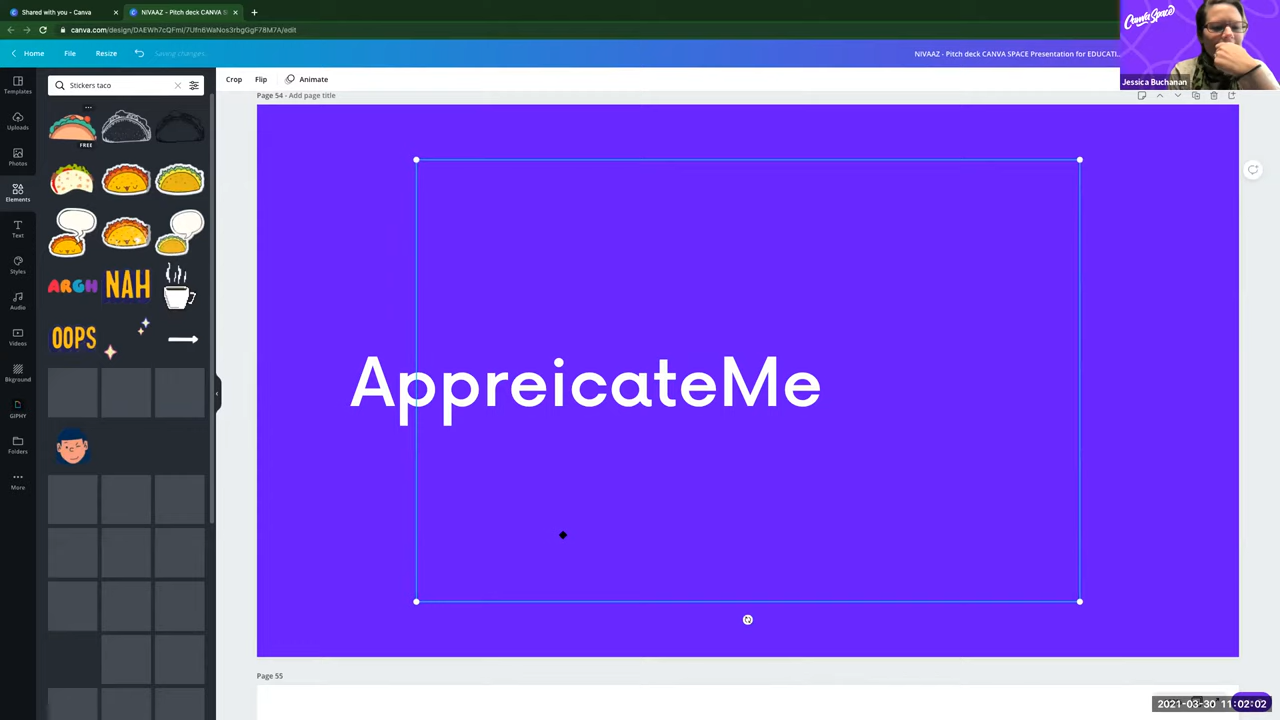 Shared with you - Canva
NIVAAZ - Pitch deck CANVA S
canva.com/design/DAEWh7cQFmI/7Ufn6WaNos3rbgGgF78M7A/edit
Home File Resize Saving changes...
NIVAAZ - Pitch deck CANVA SPACE Presentation for EDUCATI...
Canva Space
Jessica Buchanan
Stickers taco
Crop Flip Animate
Page 54 - Add page title
Templates
Uploads
Photos
Elements
Text
Styles
Audio
Videos
Bkground
GIPHY
Folders
More
FREE
ARGH NAH
OOPS
AppreicateMe
Page 55
2021-03-30 11:02:02